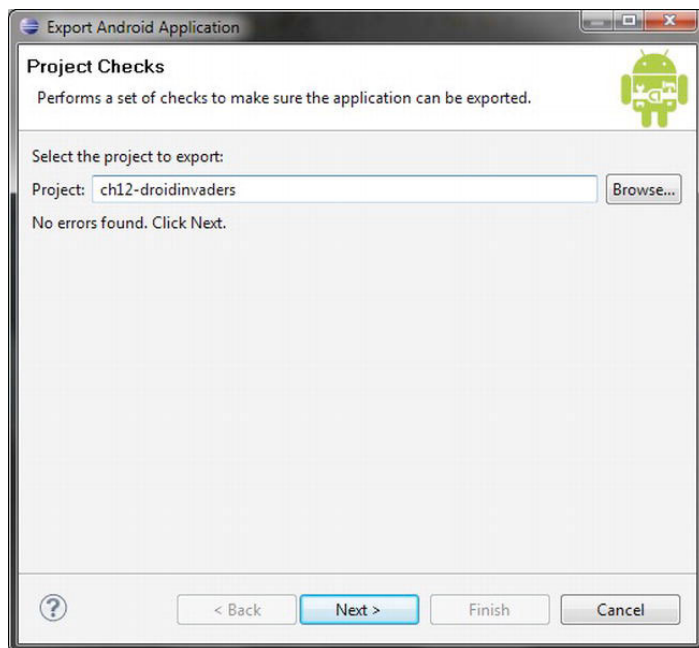 Export Android Application
Project Checks
Performs a set of checks to make sure the application can be exported.
Select the project to export:
Project: ch12-droidinvaders Browse...
No errors found. Click Next.
? < Back Next > Finish Cancel